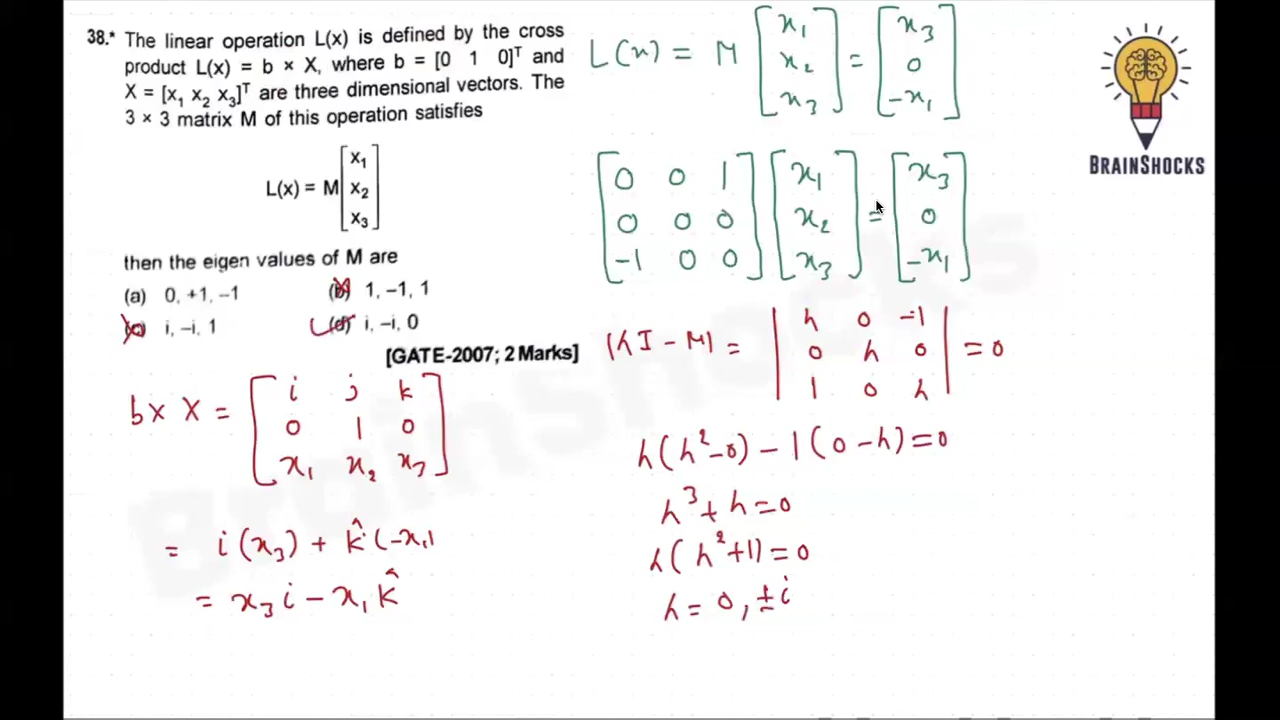 38.* The linear operation L(x) is defined by the cross
product L(x) = b × X, where b = [0 1 0]ᵀ and
X = [x₁ x₂ x₃]ᵀ are three dimensional vectors. The
3 × 3 matrix M of this operation satisfies
L(x) = M [x₁
x₂
x₃]
then the eigen values of M are
(a) 0, +1, −1 (b) 1, −1, 1
(c) i, −i, 1 (d) i, −i, 0
[GATE-2007; 2 Marks]
b× X = [i j k
0 1 0
x₁ x₂ x₃]
= i(x₃) + k̂(-x₁)
= x₃i − x₁k̂
L(x) = M [x₁ x₂ x₃] = [x₃ 0 −x₁]
[0 0 1 [x₁ [x₃
0 0 0 x₂ = 0
−1 0 0] x₃] −x₁]
|λI − M| = |λ 0 −1
0 λ 0 = 0
1 0 λ|
λ(λ²−0) − 1(0−λ)=0
λ³+λ=0
λ(λ²+1)=0
λ= 0, ±i
BRAINSHOCKS
Brainshocks